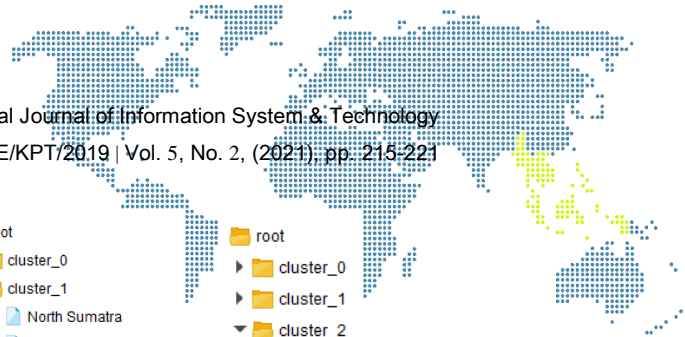 al Journal of Information System & Technology
E/KPT/2019 | Vol. 5, No. 2, (2021), pp. 215-221
ot
root
cluster_0
cluster_0
cluster_1
cluster_1
North Sumatra
cluster_2